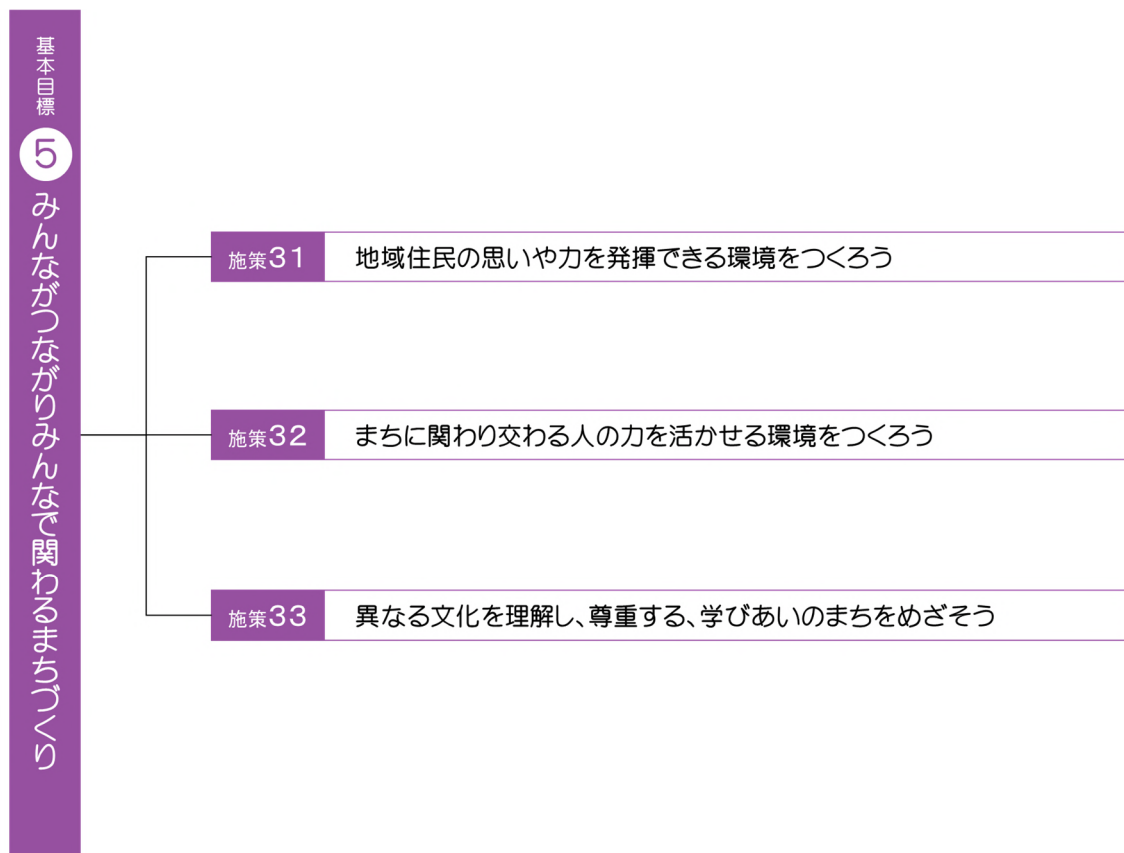 基本目標
5
みんながつながりみんなで関わるまちづくり
施策31 地域住民の思いや力を発揮できる環境をつくろう
施策32 まちに関わり交わる人の力を活かせる環境をつくろう
施策33 異なる文化を理解し、尊重する、学びあいのまちをめざそう